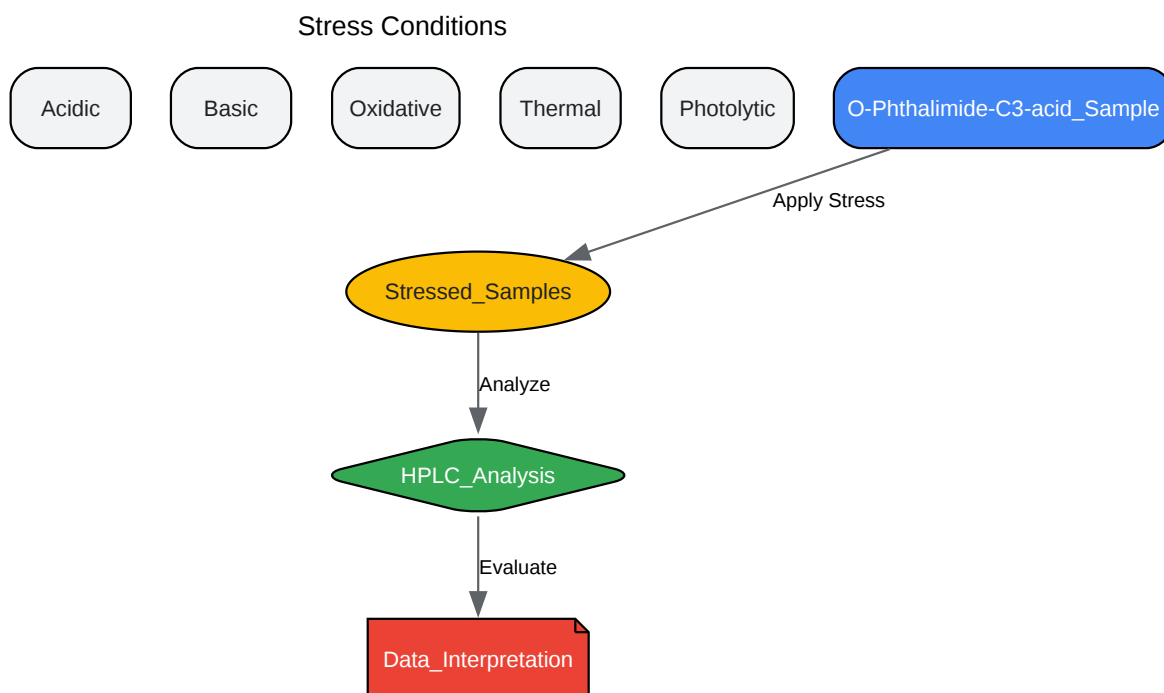 Stress Conditions
Acidic
Basic
Oxidative
Thermal
Photolytic
O-Phthalimide-C3-acid_Sample
Apply Stress
Stressed_Samples
Analyze
HPLC_Analysis
Evaluate
Data_Interpretation